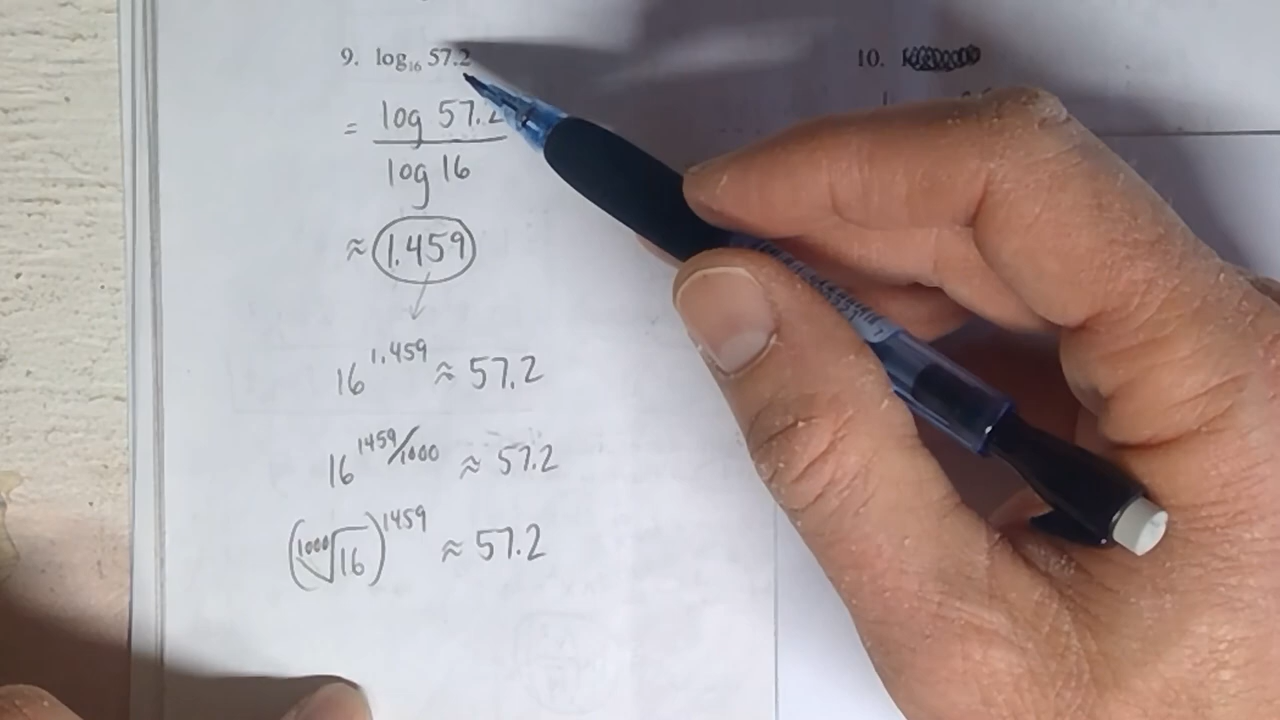 9. log₁₆ 57.2
= log 57.2
log 16
≈ 1.459
16^1.459 ≈ 57.2
16^1459/1000 ≈ 57.2
(¹⁰⁰⁰√16)^1459 ≈ 57.2
10.